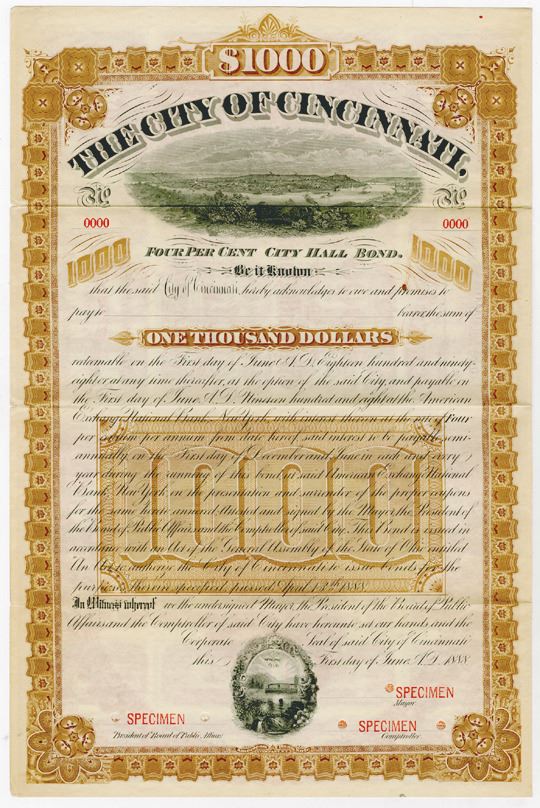 $1000
THE CITY OF CINCINNATI,
No No
0000 0000
1000 1000
FOUR PER CENT CITY HALL BOND.
Be it Known
that the said City of Cincinnati, hereby acknowledges to owe and promises to
pay to bearer the sum of
ONE THOUSAND DOLLARS
redeemable on the First day of June A.D. Eighteen hundred and ninety-
eight or at any time thereafter, at the option of the said City, and payable on
the First day of June, A.D. Nineteen hundred and eight at the American
Exchange National Bank, New York, with interest thereon at the rate of Four
per centum per annum from date hereof said interest to be payable semi-
annually on the First day of December and June in each and every
year during the running of this bond at said American Exchange National
Bank, New York on the presentation and surrender of the proper coupons
for the same hereto annexed, attested and signed by the Mayor, the President of
the Board of Public Affairs, and the Comptroller of said City. This Bond is issued in
accordance with an Act of the General Assembly of the State of Ohio entitled
An Act to authorize the City of Cincinnati to issue bonds for the
purposes therein specified, passed April 12th 1888
1000
In Witness whereof we the undersigned Mayor, the President of the Board of Public
Affairs and the Comptroller of said City have hereunto set our hands and the
Corporate Seal of said City of Cincinnati
this First day of June, A.D. 1888
SPECIMEN
Mayor
SPECIMEN
President of Board of Public Affairs
SPECIMEN
Comptroller